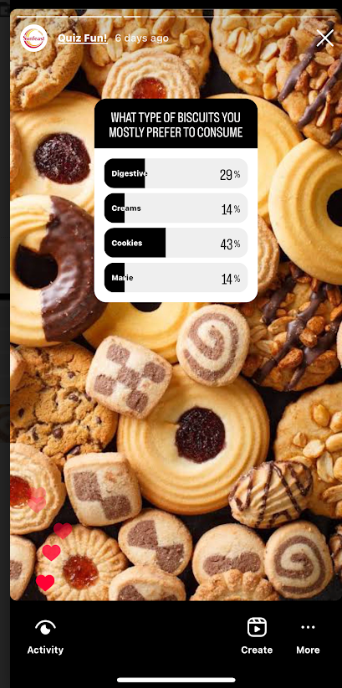 Quiz Fun! 6 days ago
WHAT TYPE OF BISCUITS YOU
MOSTLY PREFER TO CONSUME
Digestive 29%
Creams 14%
Cookies 43%
Marie 14%
Activity
Create
More